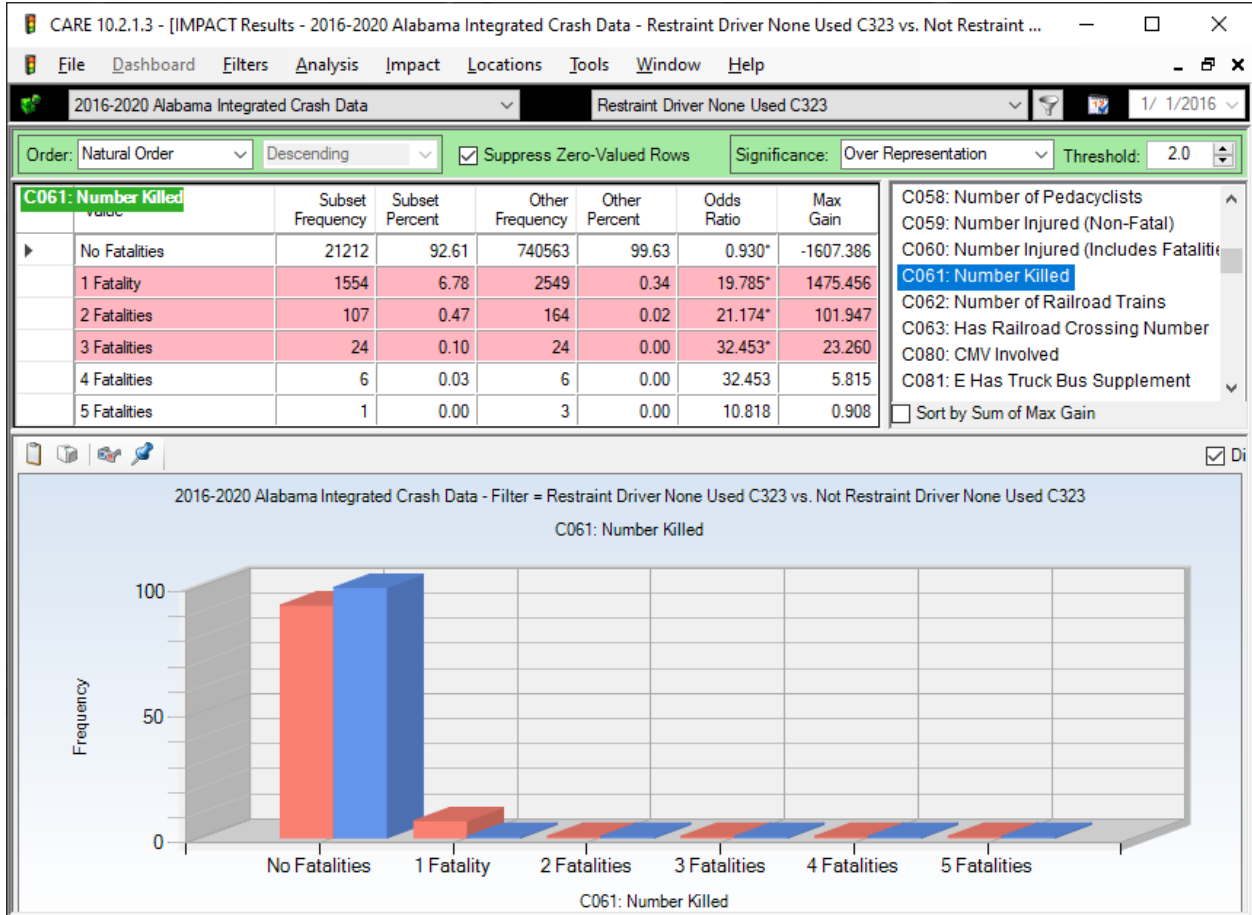 CARE 10.2.1.3 - [IMPACT Results - 2016-2020 Alabama Integrated Crash Data - Restraint Driver None Used C323 vs. Not Restraint ...
File Dashboard Filters Analysis Impact Locations Tools Window Help
2016-2020 Alabama Integrated Crash Data Restraint Driver None Used C323 1/ 1/2016
Order: Natural Order Descending Suppress Zero-Valued Rows Significance: Over Representation Threshold: 2.0
C061: Number Killed
Subset Frequency Subset Percent Other Frequency Other Percent Odds Ratio Max Gain
No Fatalities 21212 92.61 740563 99.63 0.930* -1607.386
1 Fatality 1554 6.78 2549 0.34 19.785* 1475.456
2 Fatalities 107 0.47 164 0.02 21.174* 101.947
3 Fatalities 24 0.10 24 0.00 32.453* 23.260
4 Fatalities 6 0.03 6 0.00 32.453 5.815
5 Fatalities 1 0.00 3 0.00 10.818 0.908
C058: Number of Pedacyclists
C059: Number Injured (Non-Fatal)
C060: Number Injured (Includes Fatalitie
C061: Number Killed
C062: Number of Railroad Trains
C063: Has Railroad Crossing Number
C080: CMV Involved
C081: E Has Truck Bus Supplement
Sort by Sum of Max Gain
Di
2016-2020 Alabama Integrated Crash Data - Filter = Restraint Driver None Used C323 vs. Not Restraint Driver None Used C323
C061: Number Killed
100
50
0
Frequency
No Fatalities 1 Fatality 2 Fatalities 3 Fatalities 4 Fatalities 5 Fatalities
C061: Number Killed